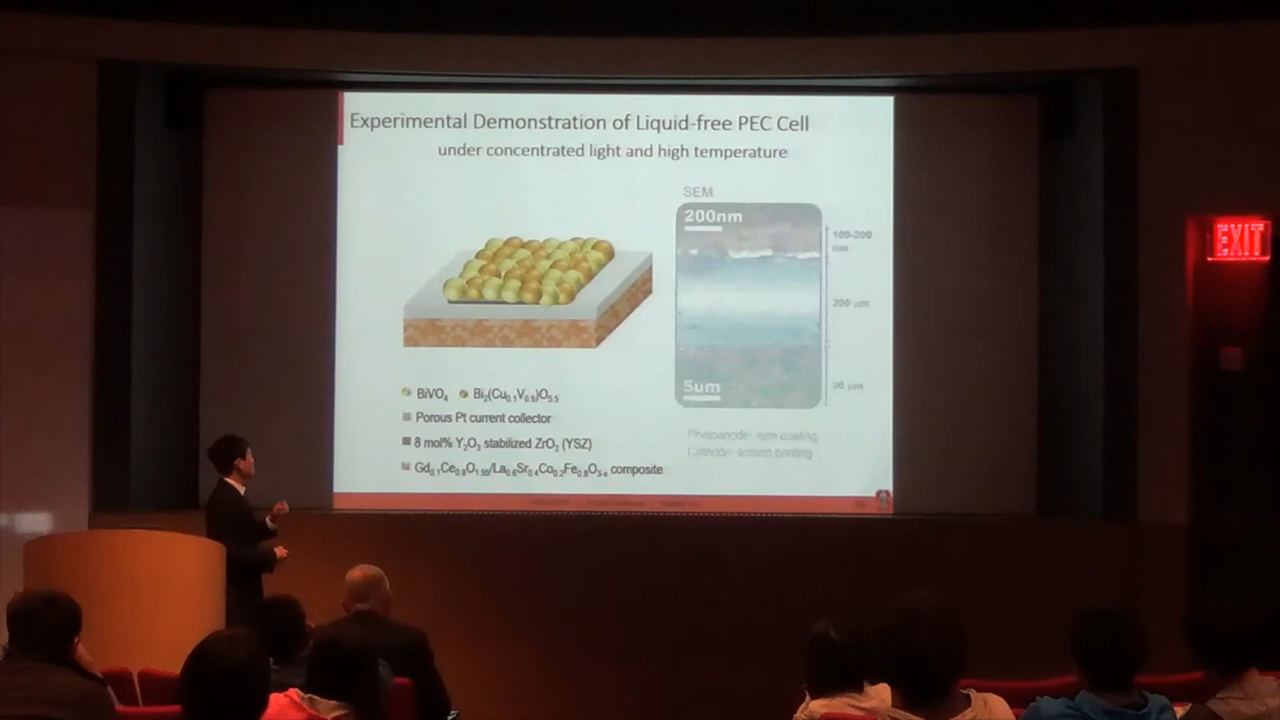 Experimental Demonstration of Liquid-free PEC Cell
under concentrated light and high temperature
SEM
200nm
100-200
nm
200 μm
5um
30 μm
BiVO₄ Bi₂(Cu₀.₁V₀.₉)O₅.₅
Porous Pt current collector
8 mol% Y₂O₃ stabilized ZrO₂ (YSZ)
Gd₀.₁Ce₀.₈O₁.₉₅/La₀.₆Sr₀.₄Co₀.₂Fe₀.₈O₃₋ₓ composite
Photoanode: spin coating
Cathode: screen printing
EXIT